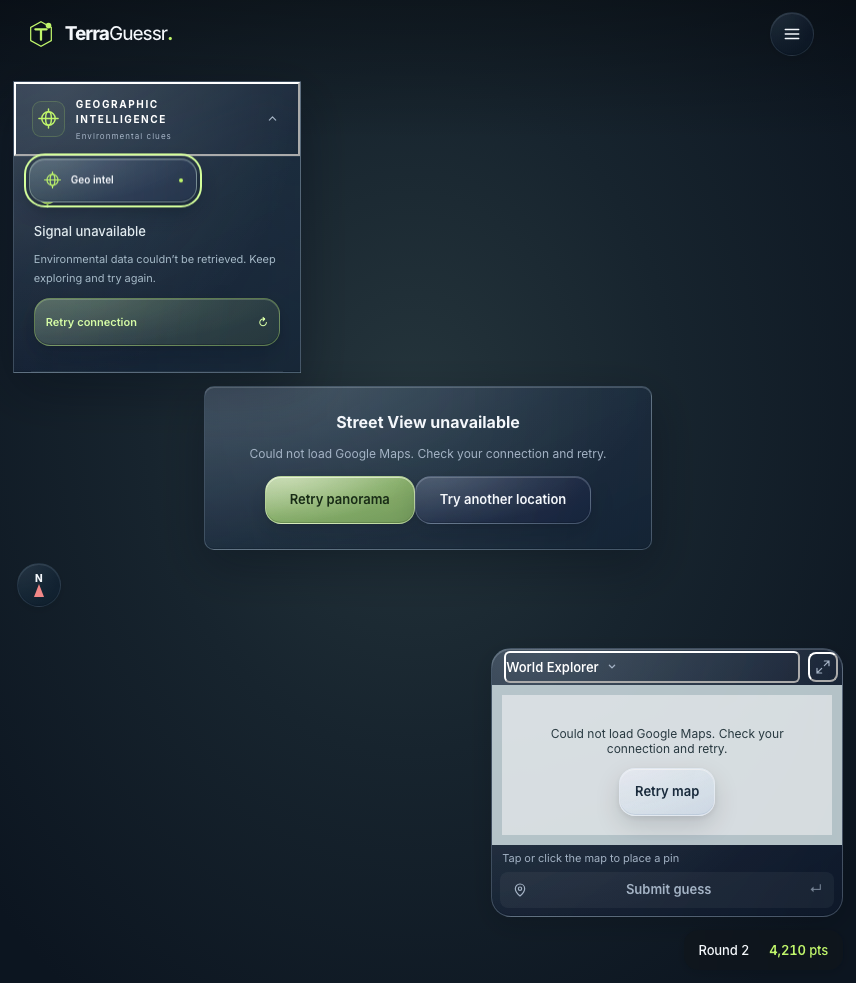 TerraGuessr.
GEOGRAPHIC
INTELLIGENCE
Environmental clues
Geo intel
Signal unavailable
Environmental data couldn't be retrieved. Keep
exploring and try again.
Retry connection
Street View unavailable
Could not load Google Maps. Check your connection and retry.
Retry panorama
Try another location
N
World Explorer
Could not load Google Maps. Check your
connection and retry.
Retry map
Tap or click the map to place a pin
Submit guess
Round 2 4,210 pts